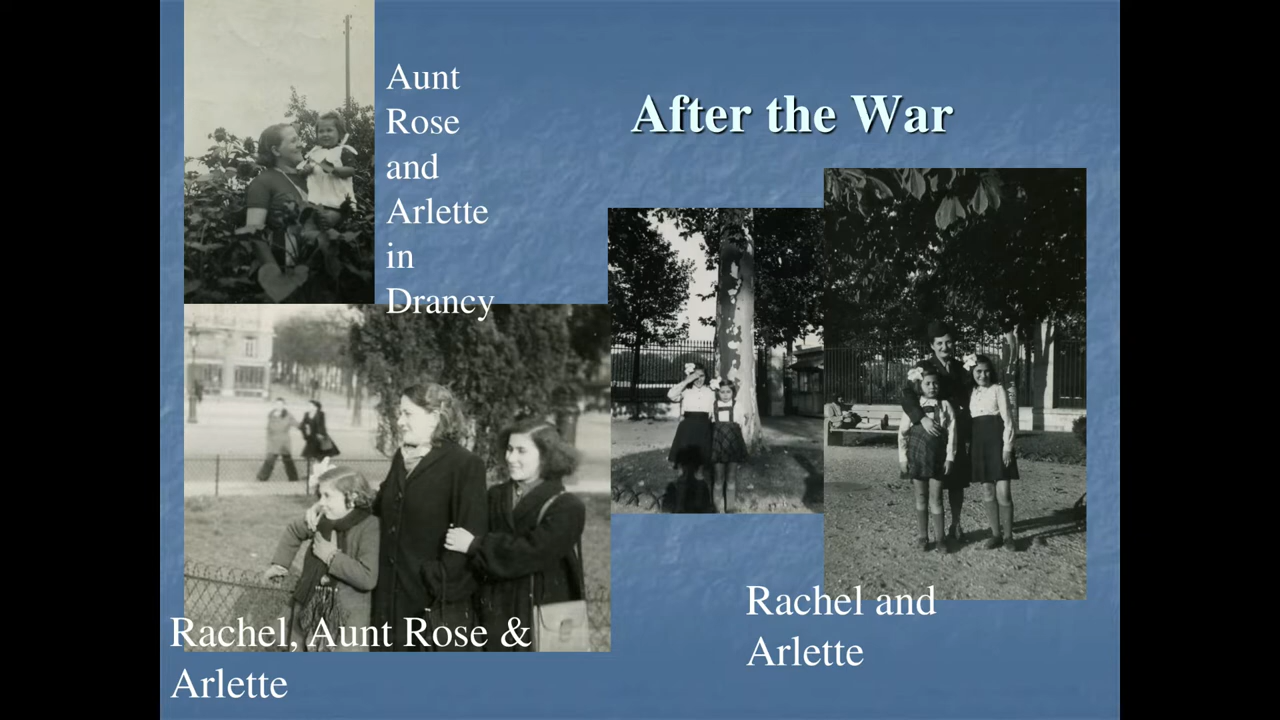 Aunt
Rose
and
Arlette
in
Drancy
After the War
Rachel, Aunt Rose &
Arlette
Rachel and
Arlette